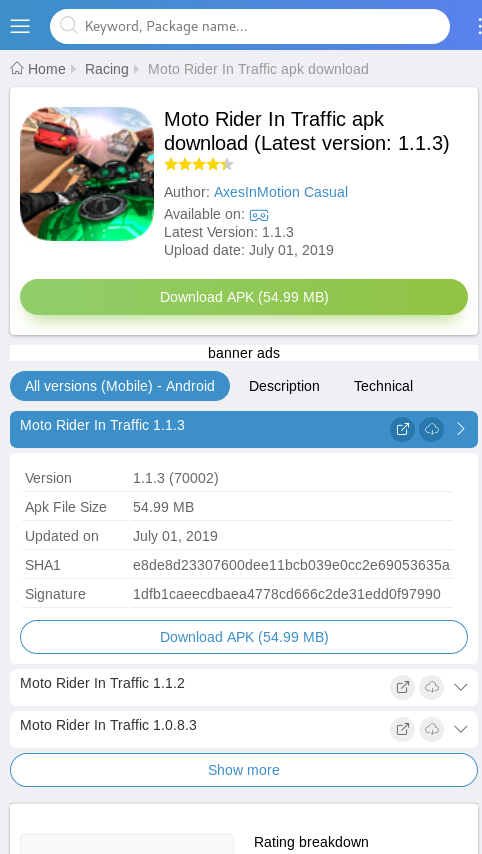 Keyword, Package name...
Home Racing Moto Rider In Traffic apk download
Moto Rider In Traffic apk
download (Latest version: 1.1.3)
Author: AxesInMotion Casual
Available on:
Latest Version: 1.1.3
Upload date: July 01, 2019
Download APK (54.99 MB)
banner ads
All versions (Mobile) - Android Description Technical
Moto Rider In Traffic 1.1.3
Version 1.1.3 (70002)
Apk File Size 54.99 MB
Updated on July 01, 2019
SHA1 e8de8d23307600dee11bcb039e0cc2e69053635a
Signature 1dfb1caeecdbaea4778cd666c2de31edd0f97990
Download APK (54.99 MB)
Moto Rider In Traffic 1.1.2
Moto Rider In Traffic 1.0.8.3
Show more
Rating breakdown